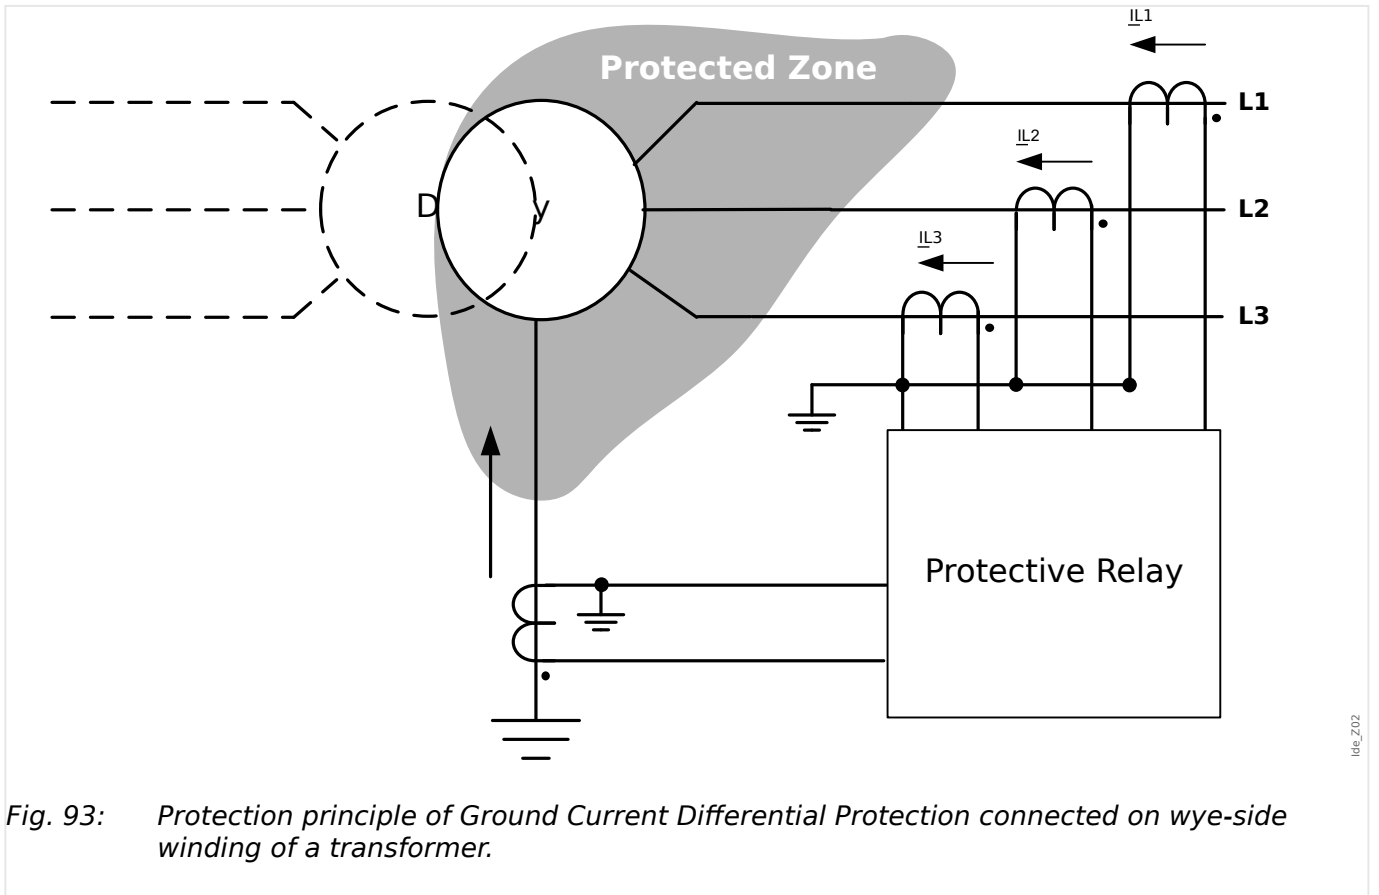 IL1
Protected Zone
L1
IL2
D y
L2
IL3
L3
Protective Relay
Ide_Z02
Fig. 93: Protection principle of Ground Current Differential Protection connected on wye-side
winding of a transformer.